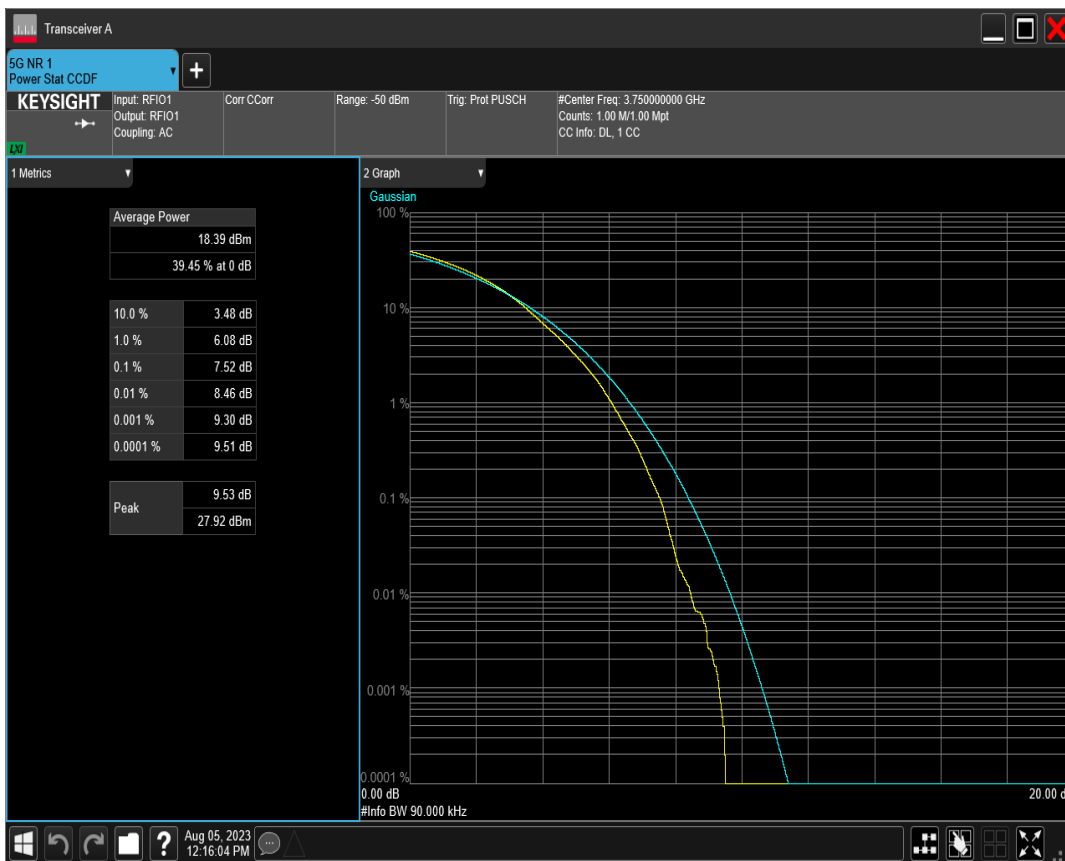 Transceiver A
5G NR 1
Power Stat CCDF
+
KEYSIGHT
LXI
Input: RFIO1
Output: RFIO1
Coupling: AC
Corr CCorr
Range: -50 dBm
Trig: Prot PUSCH
#Center Freq: 3.750000000 GHz
Counts: 1.00 M/1.00 Mpt
CC Info: DL, 1 CC
1 Metrics
Average Power
18.39 dBm
39.45 % at 0 dB
10.0 % 3.48 dB
1.0 % 6.08 dB
0.1 % 7.52 dB
0.01 % 8.46 dB
0.001 % 9.30 dB
0.0001 % 9.51 dB
Peak 9.53 dB
27.92 dBm
2 Graph
Gaussian
100 %
10 %
1 %
0.1 %
0.01 %
0.001 %
0.0001 %
0.00 dB 20.00 d
#Info BW 90.000 kHz
? Aug 05, 2023
12:16:04 PM